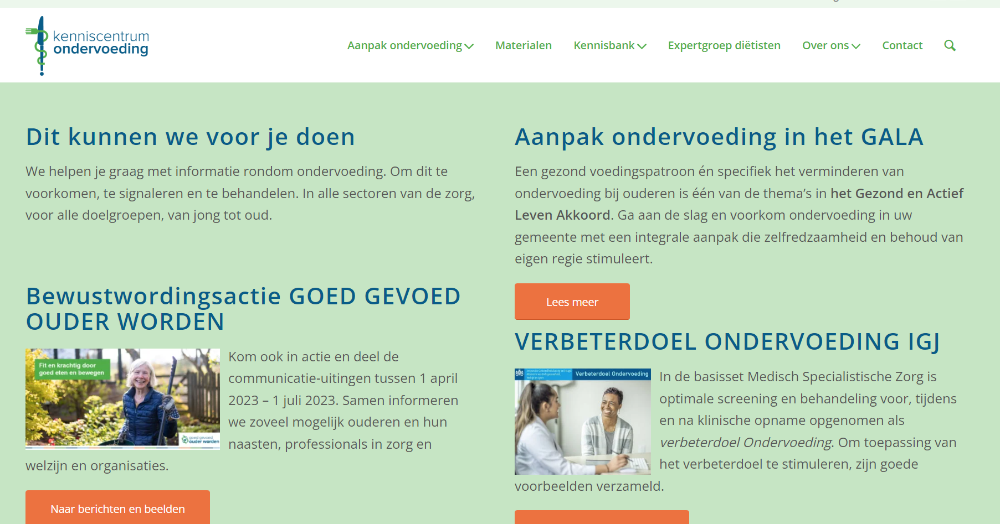 kenniscentrum
ondervoeding
Aanpak ondervoeding
Materialen
Kennisbank
Expertgroep diëtisten
Over ons
Contact
Dit kunnen we voor je doen
We helpen je graag met informatie rondom ondervoeding. Om dit te
voorkomen, te signaleren en te behandelen. In alle sectoren van de zorg,
voor alle doelgroepen, van jong tot oud.
Bewustwordingsactie GOED GEVOED
OUDER WORDEN
Fit en krachtig door
goed eten en bewegen
goed gevoed
ouder worden
Kom ook in actie en deel de
communicatie-uitingen tussen 1 april
2023 – 1 juli 2023. Samen informeren
we zoveel mogelijk ouderen en hun
naasten, professionals in zorg en
welzijn en organisaties.
Naar berichten en beelden
Aanpak ondervoeding in het GALA
Een gezond voedingspatroon én specifiek het verminderen van
ondervoeding bij ouderen is één van de thema’s in het Gezond en Actief
Leven Akkoord. Ga aan de slag en voorkom ondervoeding in uw
gemeente met een integrale aanpak die zelfredzaamheid en behoud van
eigen regie stimuleert.
Lees meer
VERBETERDOEL ONDERVOEDING IGJ
Verbeterdoel Ondervoeding
In de basisset Medisch Specialistische Zorg is
optimale screening en behandeling voor, tijdens
en na klinische opname opgenomen als
verbeterdoel Ondervoeding. Om toepassing van
het verbeterdoel te stimuleren, zijn goede
voorbeelden verzameld.